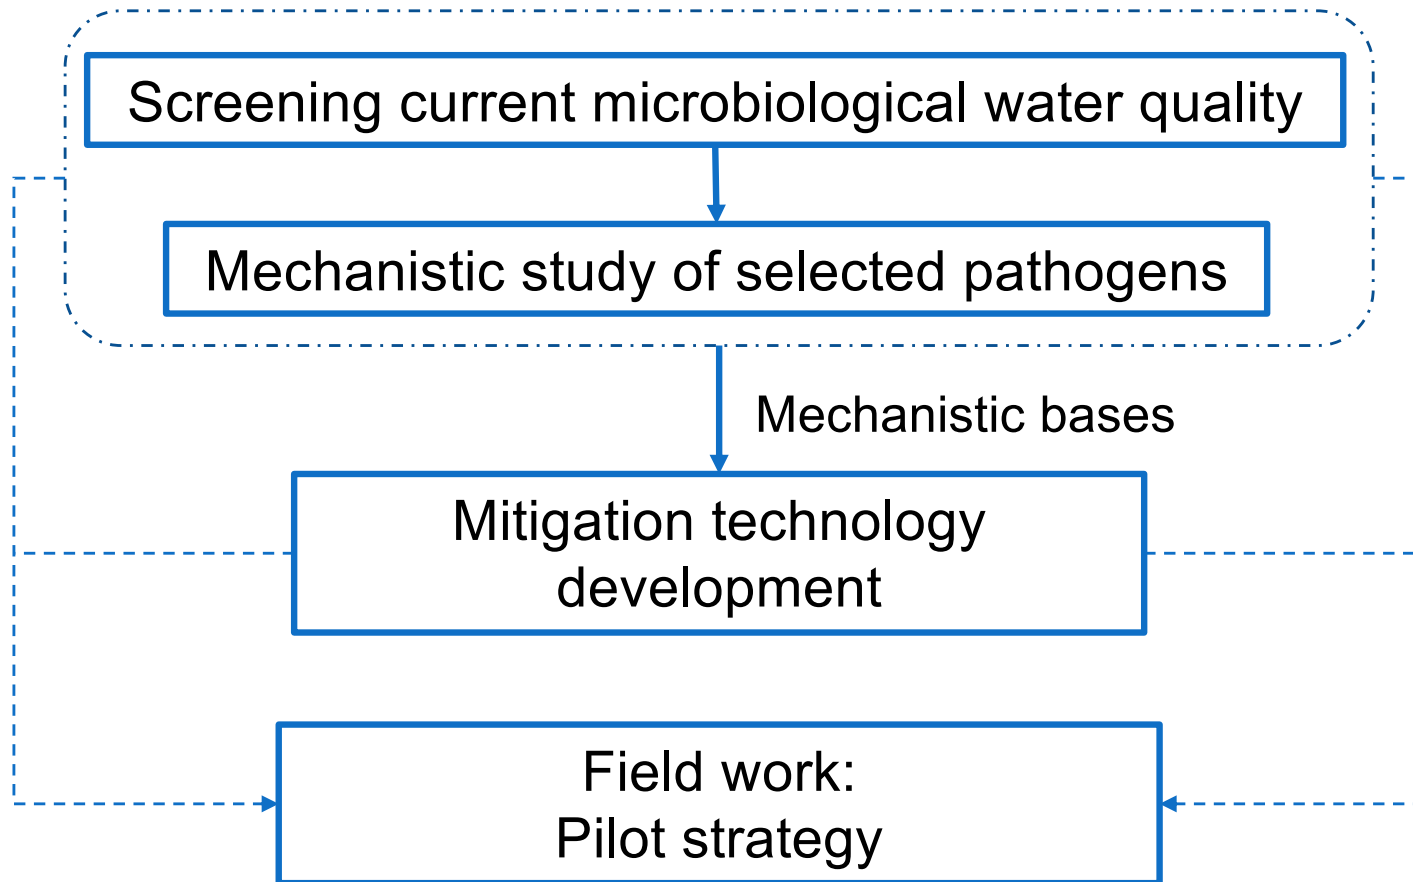 Screening current microbiological water quality
Mechanistic study of selected pathogens
Mechanistic bases
Mitigation technology
development
Field work:
Pilot strategy